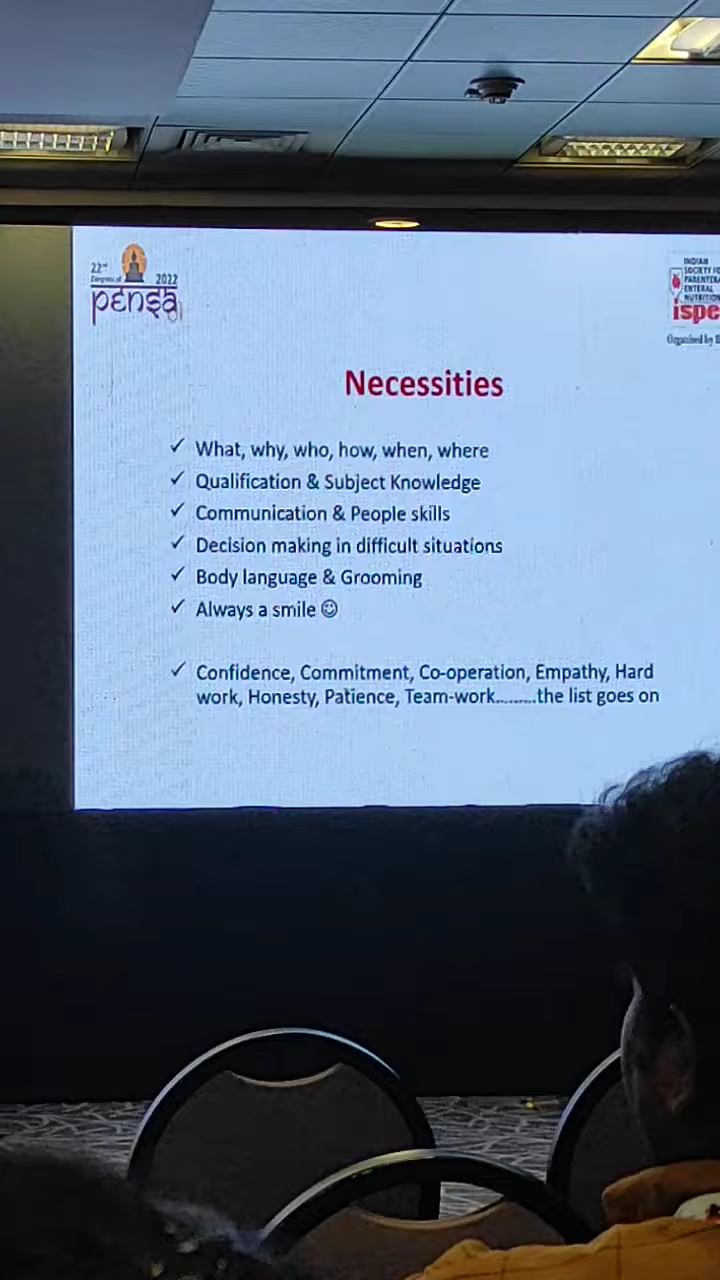 22nd
Congress of
2022
pensa
INDIAN
SOCIETY FO
PARENTERA
ENTERAL
NUTRITION
ispe
Organised by
Necessities
✓ What, why, who, how, when, where
✓ Qualification & Subject Knowledge
✓ Communication & People skills
✓ Decision making in difficult situations
✓ Body language & Grooming
✓ Always a smile ☺
✓ Confidence, Commitment, Co-operation, Empathy, Hard
work, Honesty, Patience, Team-work.........the list goes on